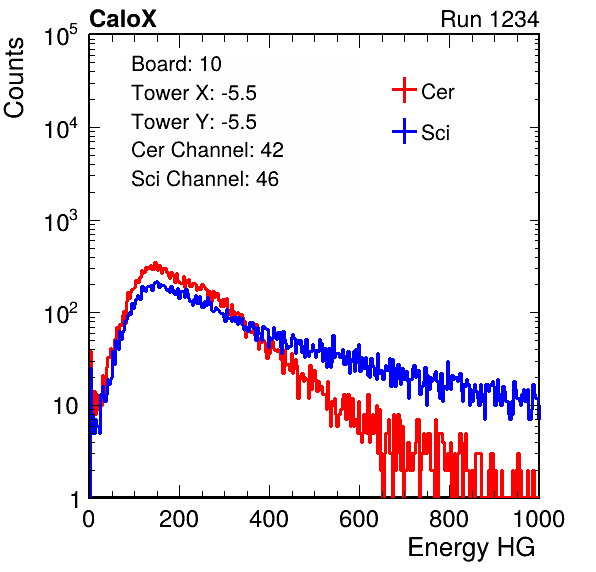 CaloX Run 1234
Counts
10^5
10^4
10^3
10^2
10
1
Board: 10
Tower X: -5.5
Tower Y: -5.5
Cer Channel: 42
Sci Channel: 46
Cer
Sci
0 200 400 600 800 1000
Energy HG